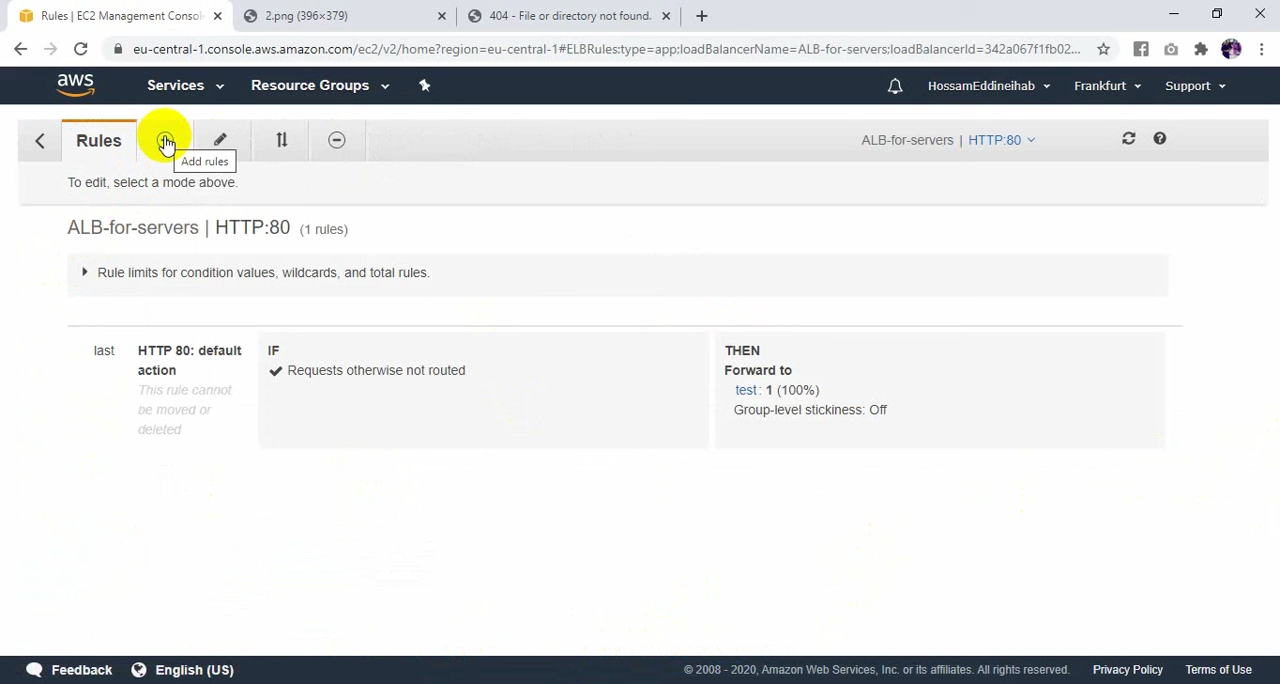 Rules | EC2 Management Consol
2.png (396×379)
404 - File or directory not found.
eu-central-1.console.aws.amazon.com/ec2/v2/home?region=eu-central-1#ELBRules:type=app;loadBalancerName=ALB-for-servers;loadBalancerId=342a067f1fb02...
aws
Services
Resource Groups
HossamEddineihab
Frankfurt
Support
Rules
Add rules
ALB-for-servers | HTTP:80
To edit, select a mode above.
ALB-for-servers | HTTP:80 (1 rules)
Rule limits for condition values, wildcards, and total rules.
last
HTTP 80: default
action
This rule cannot
be moved or
deleted
IF
Requests otherwise not routed
THEN
Forward to
test: 1 (100%)
Group-level stickiness: Off
Feedback
English (US)
© 2008 - 2020, Amazon Web Services, Inc. or its affiliates. All rights reserved.
Privacy Policy
Terms of Use